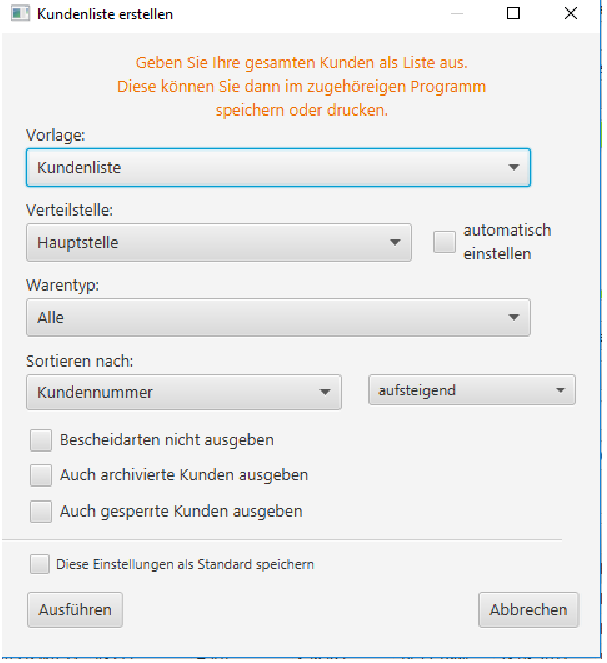 Kundenliste erstellen
Geben Sie Ihre gesamten Kunden als Liste aus.
Diese können Sie dann im zugehöreigen Programm
speichern oder drucken.
Vorlage:
Kundenliste
Verteilstelle:
Hauptstelle
automatisch
einstellen
Warentyp:
Alle
Sortieren nach:
Kundennummer
aufsteigend
Bescheidarten nicht ausgeben
Auch archivierte Kunden ausgeben
Auch gesperrte Kunden ausgeben
Diese Einstellungen als Standard speichern
Ausführen
Abbrechen